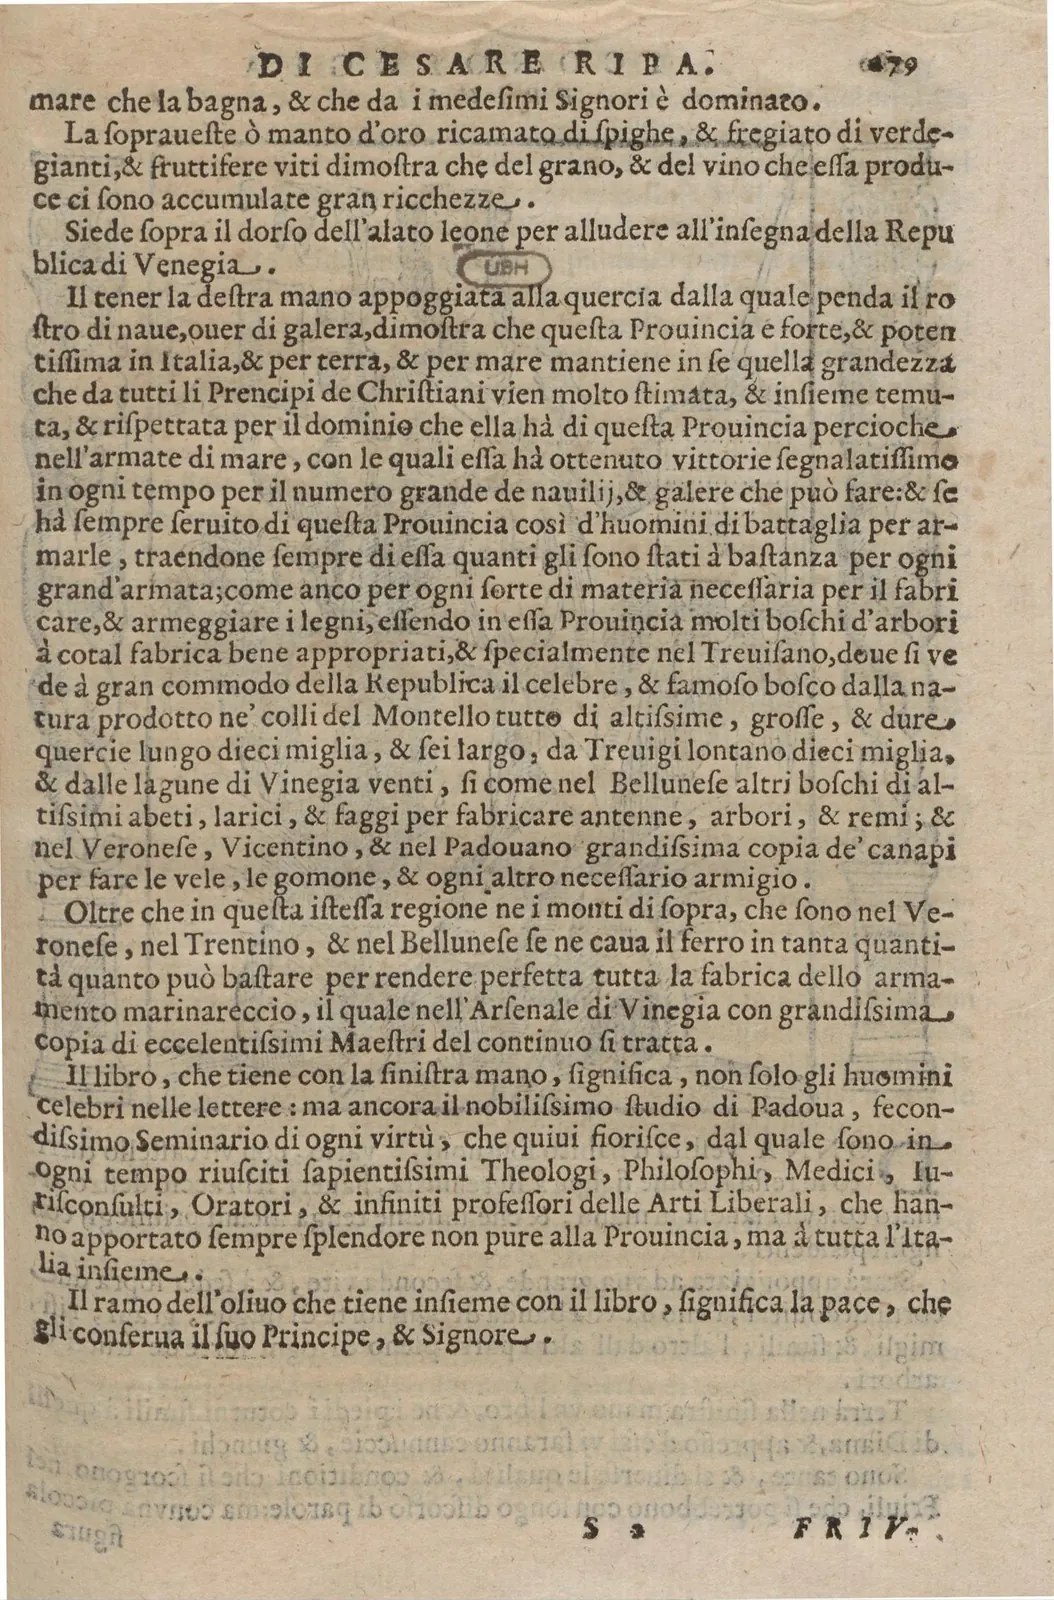 DI CESARE RIPA. 479
mare che la bagna, & che da i medeſimi Signori è dominato.
La ſopraueſte ò manto d'oro ricamato di ſpighe, & fregiato di verde-
gianti,& fruttifere viti dimoſtra che del grano, & del vino che eſſa produ-
ce ci ſono accumulate gran ricchezze.
Siede ſopra il dorſo dell'alato leone per alludere all'inſegna della Repu
blica di Venegia.
UBH
Il tener la deſtra mano appoggiata alla quercia dalla quale penda il ro
ſtro di naue,ouer di galera,dimoſtra che queſta Prouincia e forte,& poten
tiſſima in Italia,& per terra, & per mare mantiene in ſe quella grandezza
che da tutti li Prencipi de Chriſtiani vien molto ſtimata, & inſieme temu-
ta, & riſpettata per il dominio che ella hà di queſta Prouincia percioche
nell'armate di mare, con le quali eſſa hà ottenuto vittorie ſegnalatiſſimo
in ogni tempo per il numero grande de nauilij,& galere che può fare:& ſe
hà ſempre ſeruito di queſta Prouincia così d'huomini di battaglia per ar-
marle, traendone ſempre di eſſa quanti gli ſono ſtati à baſtanza per ogni
grand'armata;come anco per ogni ſorte di materia neceſſaria per il fabri
care,& armeggiare i legni, eſſendo in eſſa Prouincia molti boſchi d'arbori
à cotal fabrica bene appropriati,& ſpecialmente nel Treuiſano,doue ſi ve
de à gran commodo della Republica il celebre, & famoſo boſco dalla na-
tura prodotto ne' colli del Montello tutto di altiſsime, groſſe, & dure
quercie lungo dieci miglia, & ſei largo, da Treuigi lontano dieci miglia,
& dalle lagune di Vinegia venti, ſi come nel Belluneſe altri boſchi di al-
tiſsimi abeti, larici, & faggi per fabricare antenne, arbori, & remi; &
nel Veroneſe, Vicentino, & nel Padouano grandiſsima copia de' canapi
per fare le vele, le gomone, & ogni altro neceſſario armigio.
Oltre che in queſta iſteſſa regione ne i monti di ſopra, che ſono nel Ve-
roneſe, nel Trentino, & nel Belluneſe ſe ne caua il ferro in tanta quanti-
tà quanto può baſtare per rendere perfetta tutta la fabrica dello arma-
mento marinareccio, il quale nell'Arſenale di Vinegia con grandiſsima
copia di eccelentiſsimi Maeſtri del continuo ſi tratta.
Il libro, che tiene con la ſiniſtra mano, ſignifica, non ſolo gli huomini
celebri nelle lettere: ma ancora il nobiliſsimo ſtudio di Padoua, fecon-
diſsimo Seminario di ogni virtù, che quiui fioriſce, dal quale ſono in
ogni tempo riuſciti ſapientiſsimi Theologi, Philoſophi, Medici, Iu-
riſconſulti, Oratori, & infiniti profeſſori delle Arti Liberali, che han-
no apportato ſempre ſplendore non pure alla Prouincia, ma à tutta l'Ita-
lia inſieme.
Il ramo dell'oliuo che tiene inſieme con il libro, ſignifica la pace, che
gli conſerua il ſuo Principe, & Signore.
S 2 FRIV-